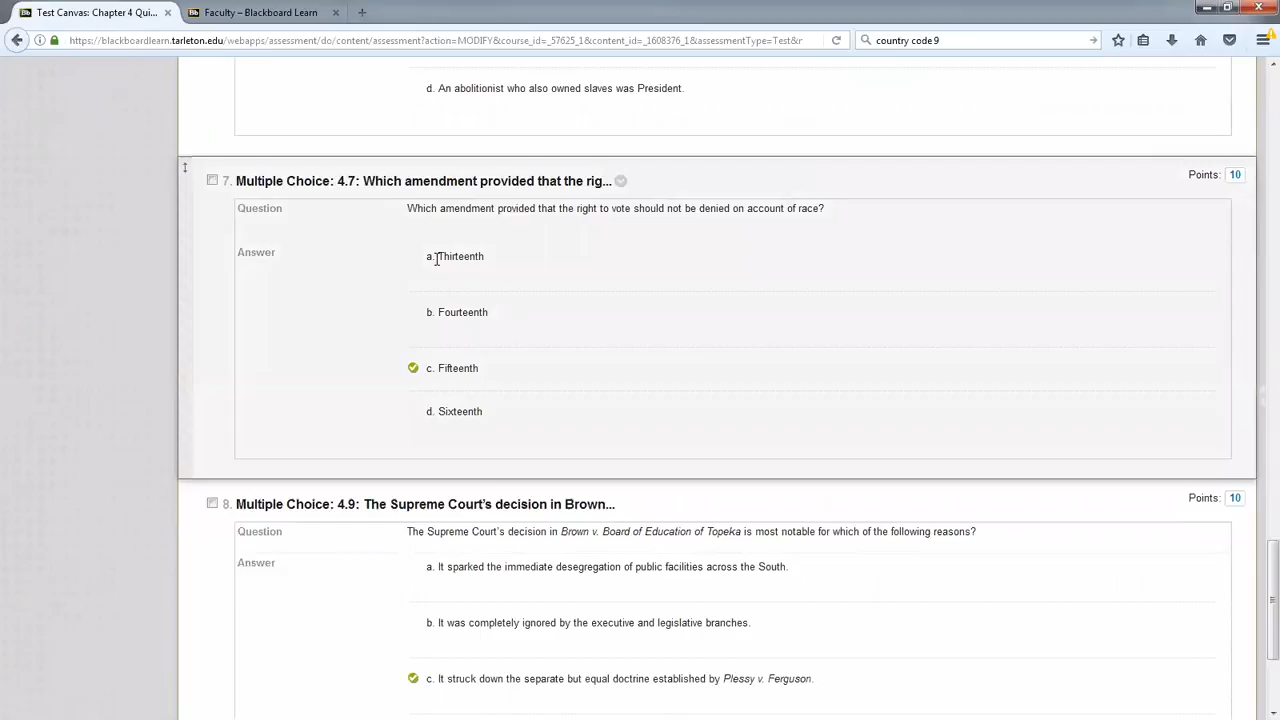 Test Canvas: Chapter 4 Qui...
Faculty – Blackboard Learn
https://blackboardlearn.tarleton.edu/webapps/assessment/do/content/assessment?action=MODIFY&course_id=_57625_1&content_id=_1608376_1&assessmentType=Test&r
country code 9
d. An abolitionist who also owned slaves was President.
7. Multiple Choice: 4.7: Which amendment provided that the rig...
Points: 10
Question
Which amendment provided that the right to vote should not be denied on account of race?
Answer
a. Thirteenth
b. Fourteenth
c. Fifteenth
d. Sixteenth
8. Multiple Choice: 4.9: The Supreme Court's decision in Brown...
Points: 10
Question
The Supreme Court's decision in Brown v. Board of Education of Topeka is most notable for which of the following reasons?
Answer
a. It sparked the immediate desegregation of public facilities across the South.
b. It was completely ignored by the executive and legislative branches.
c. It struck down the separate but equal doctrine established by Plessy v. Ferguson.